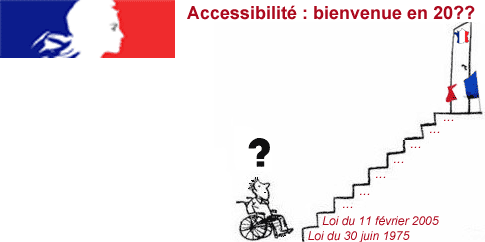 Accessibilité : bienvenue en 20??
?
...
...
...
...
...
...
...
Loi du 11 février 2005
Loi du 30 juin 1975